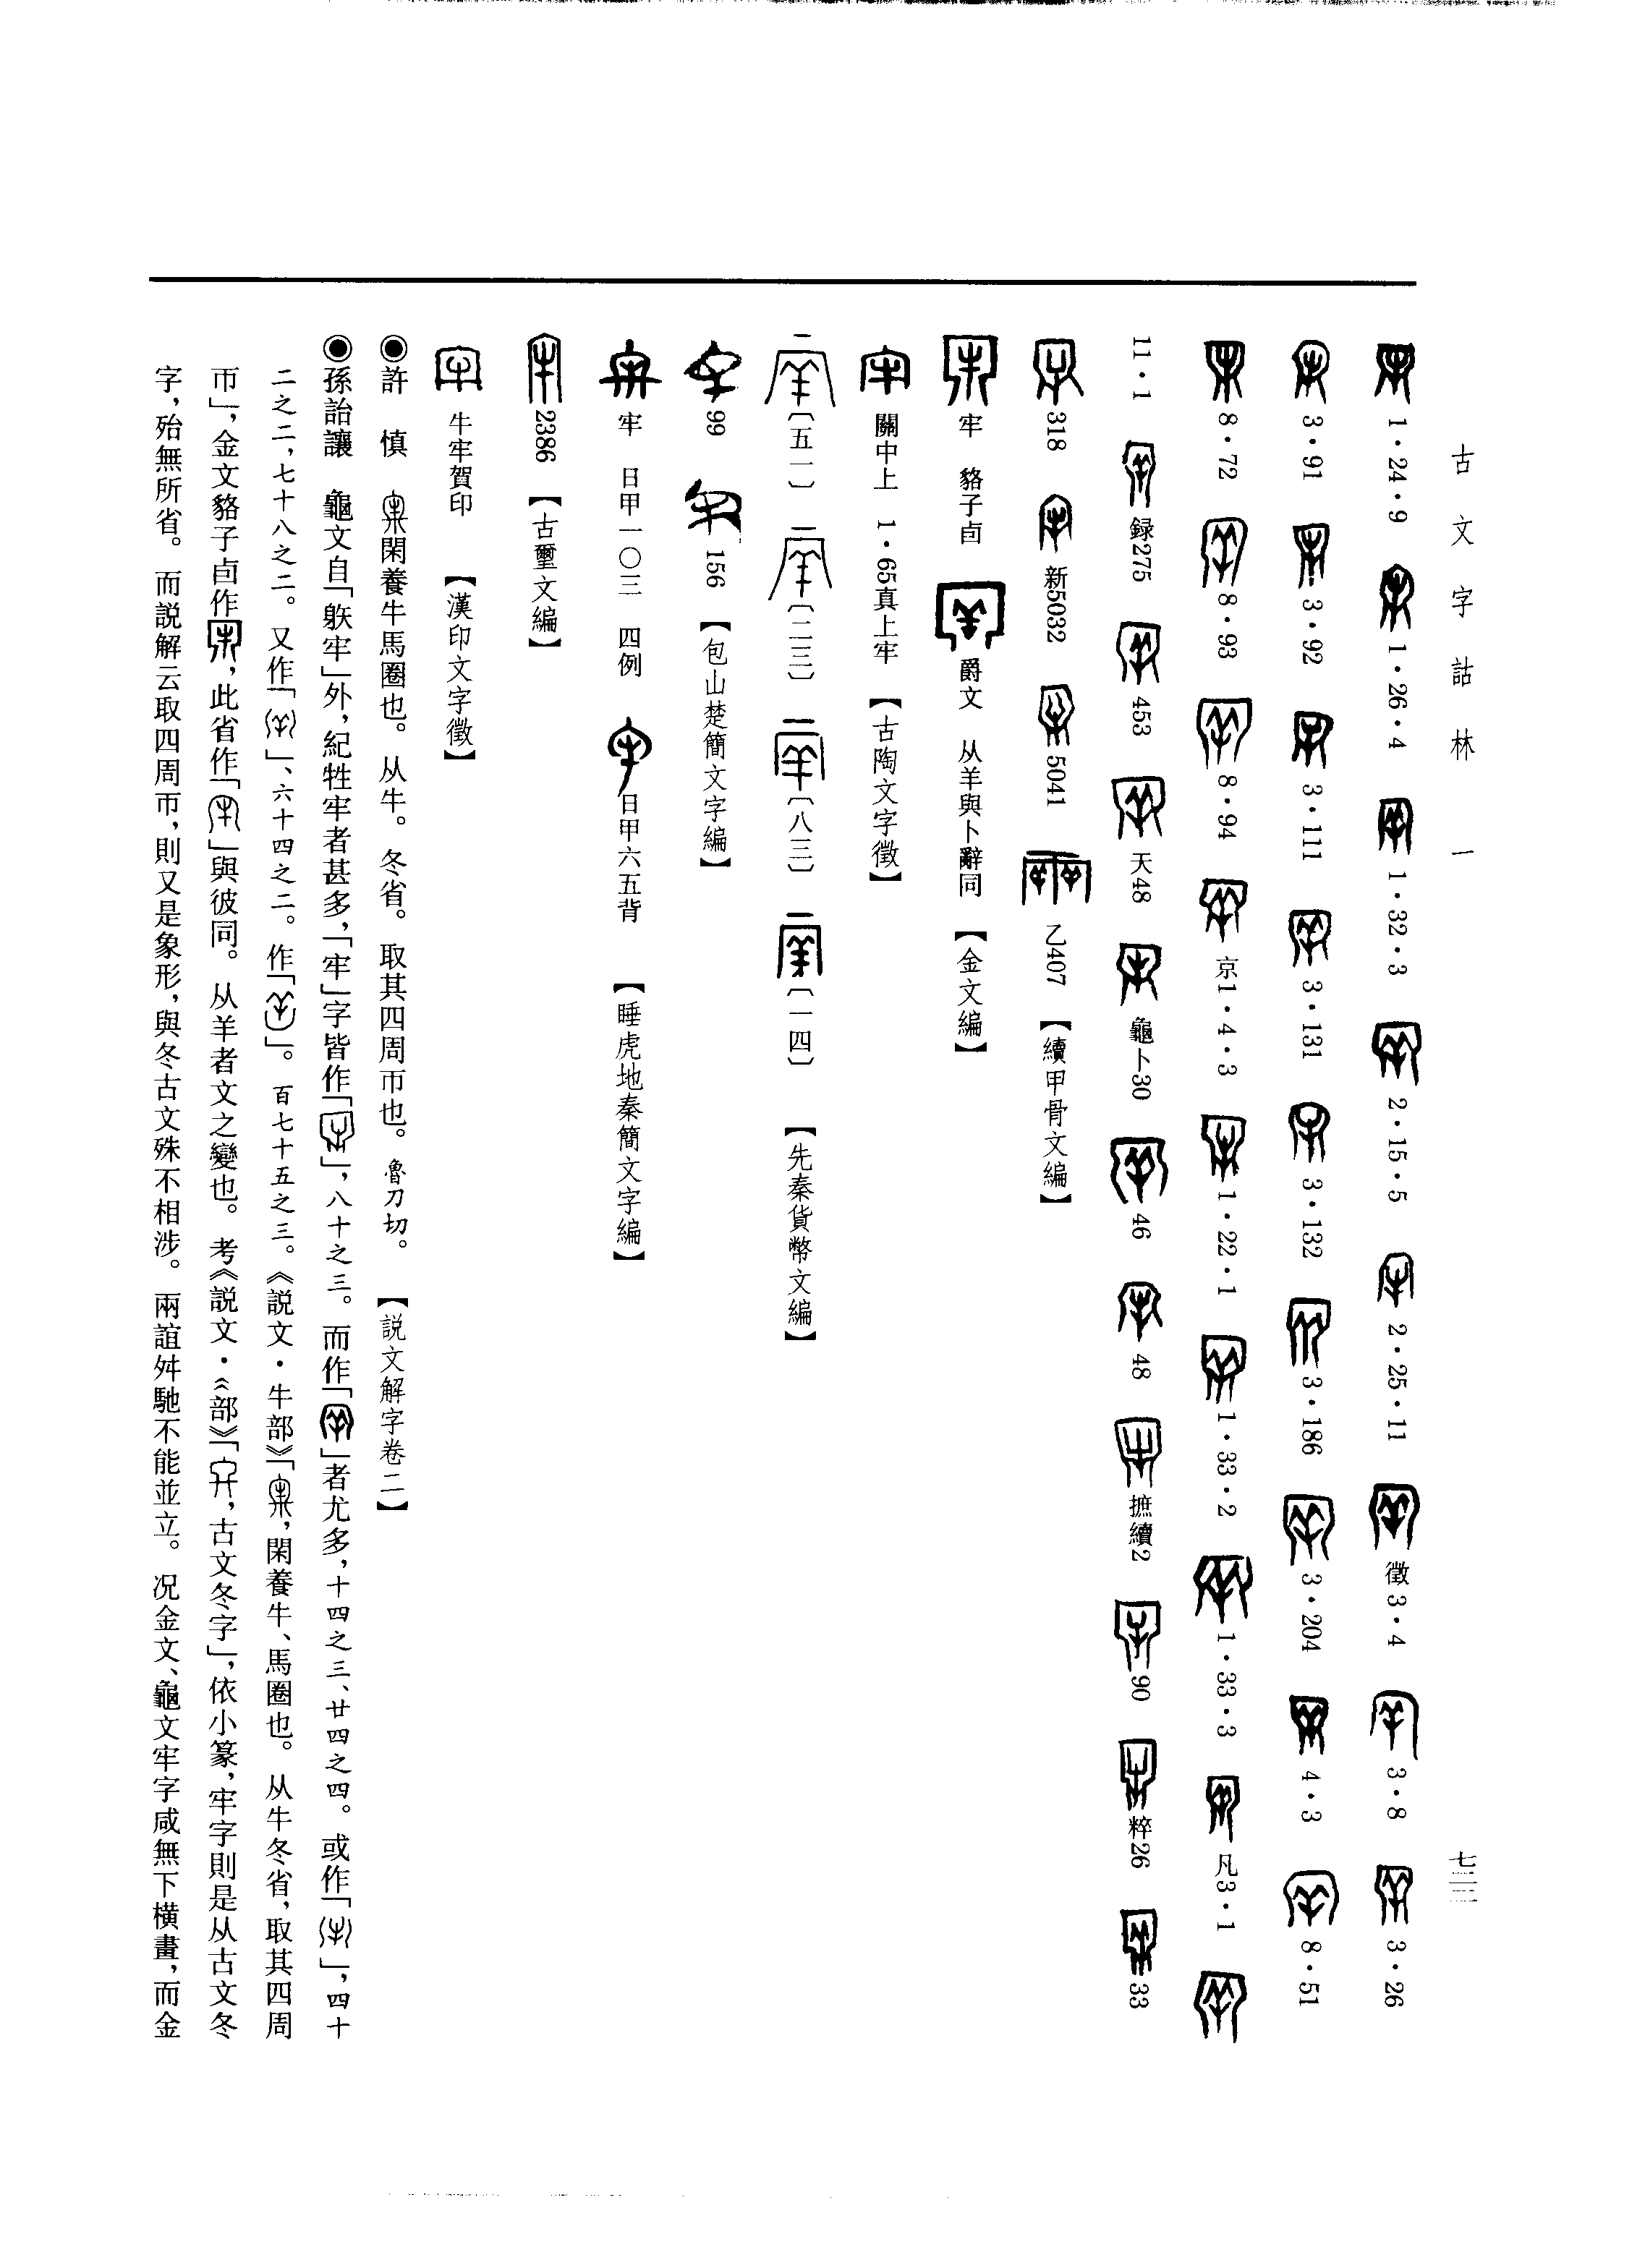 古文字詁林 一
七三二
1·24·9 1·26·4 1·32·3 2·15·5 2·25·11 徵3·4 3·8 3·26
3·91 3·92 3·111 3·131 3·132 3·186 3·204 4·3 8·51
8·72 8·93 8·94 京1·4·3 1·22·1 1·33·2 1·33·3 凡3·1
11·1 録275 453 天48 龜卜30 46 48 摭續2 90 粹26 33
318 新5032 5041 乙407 【續甲骨文編】
牢 貉子卣 爵文 从羊與卜辭同 【金文編】
關中上 1·65真上牢 【古陶文字徵】
〔五一〕 〔二三〕 〔八三〕 〔一四〕 【先秦貨幣文編】
99 156 【包山楚簡文字編】
牢 日甲一〇三 四例 日甲六五背 【睡虎地秦簡文字編】
2386 【古璽文編】
牛牢賀印 【漢印文字徵】
◉許 慎 閑養牛馬圈也。从牛。冬省。取其四周帀也。魯刀切。 【説文解字卷二】
◉孫詒讓 龜文自「躾牢」外,紀牲牢者甚多,「牢」字皆作「」,八十之三。而作「」者尤多,十四之三、廿四之四。或作「」,四十
二之二,七十八之二。又作「」、六十四之二。作「」。百七十五之三。《説文·牛部》「,閑養牛、馬圈也。从牛冬省,取其四周
帀」,金文貉子卣作,此省作「」與彼同。从羊者文之變也。考《説文·仌部》「,古文冬字」,依小篆,牢字則是从古文冬
字,殆無所省。而説解云取四周帀,則又是象形,與冬古文殊不相涉。兩誼舛馳不能並立。况金文、龜文牢字咸無下横畫,而金